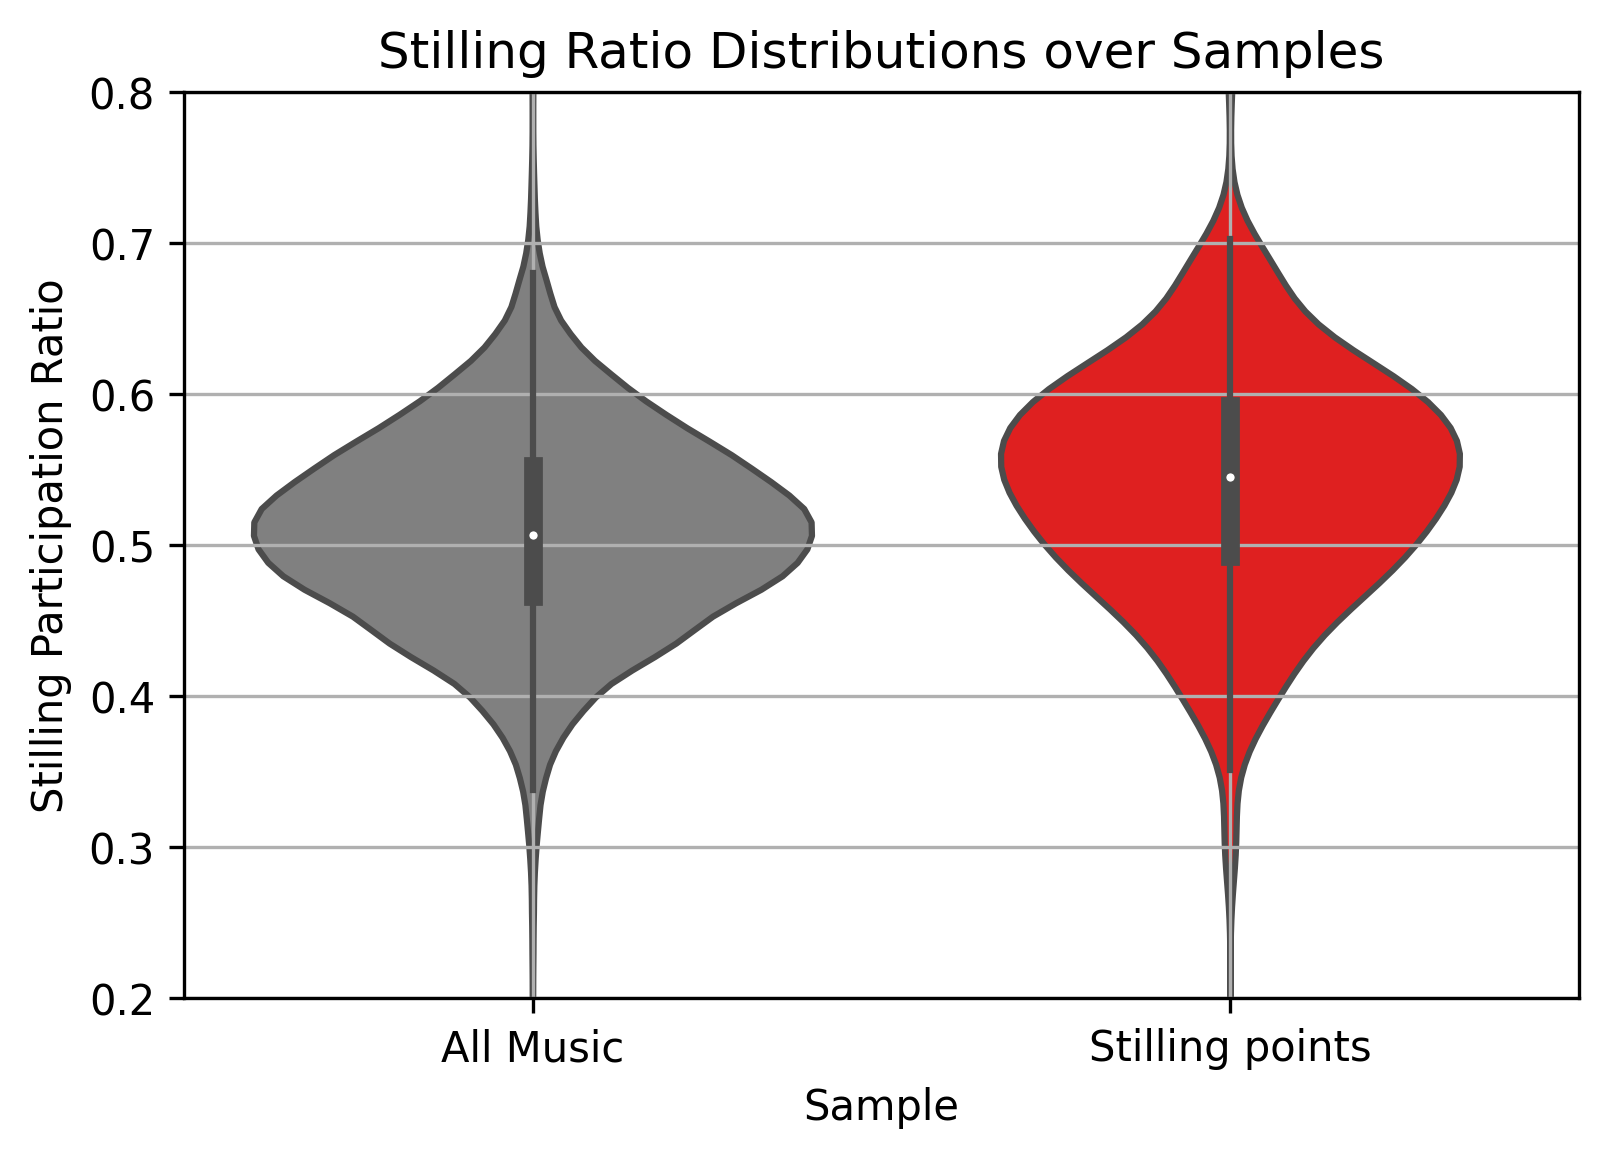 Stilling Ratio Distributions over Samples
0.8
0.7
0.6
0.5
0.4
0.3
0.2
Stilling Participation Ratio
All Music Stilling points
Sample